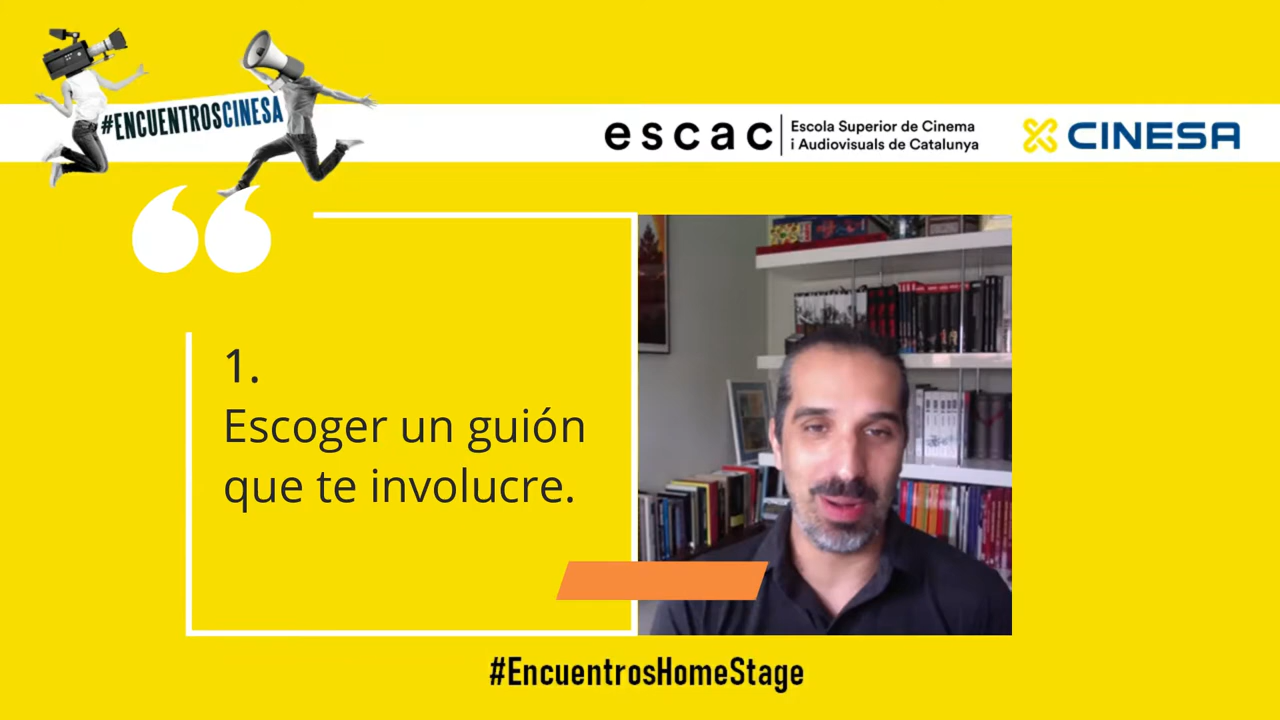 #ENCUENTROSCINESA
escac
Escola Superior de Cinema
i Audiovisuals de Catalunya
CINESA
1.
Escoger un guión
que te involucre.
#EncuentrosHomeStage